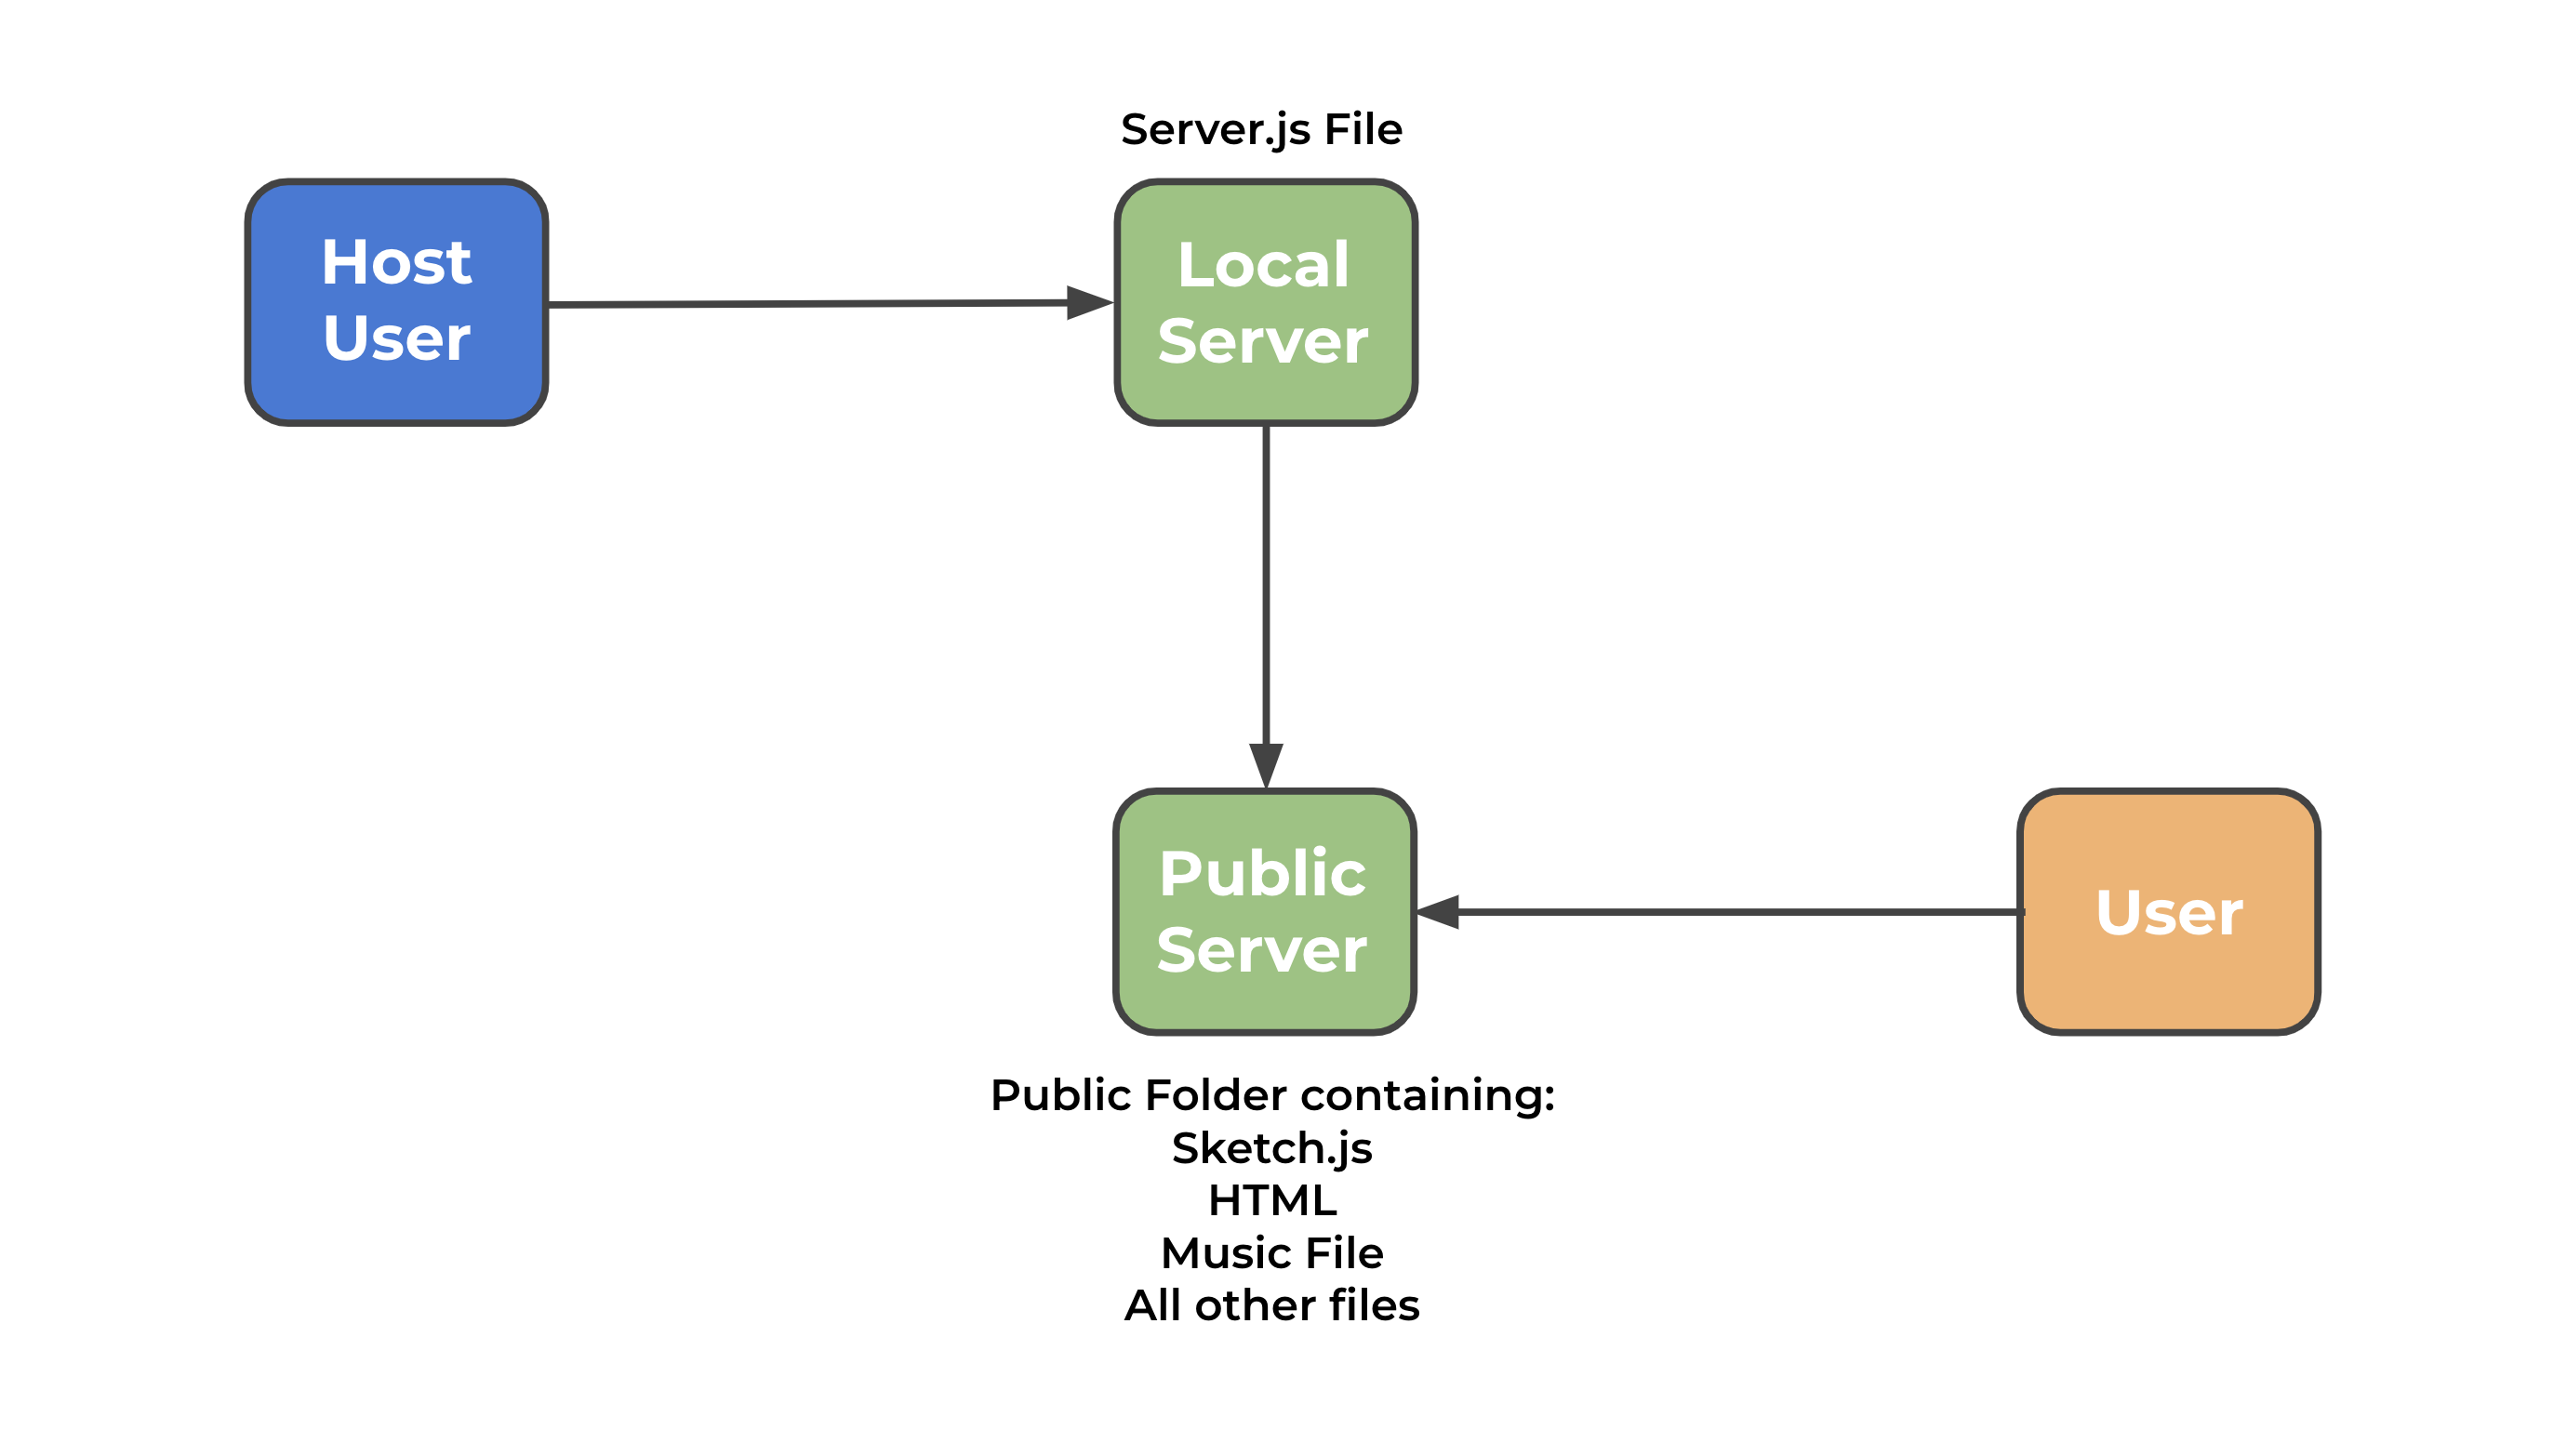 Server.js File
Host
User
Local
Server
Public
Server
User
Public Folder containing:
Sketch.js
HTML
Music File
All other files